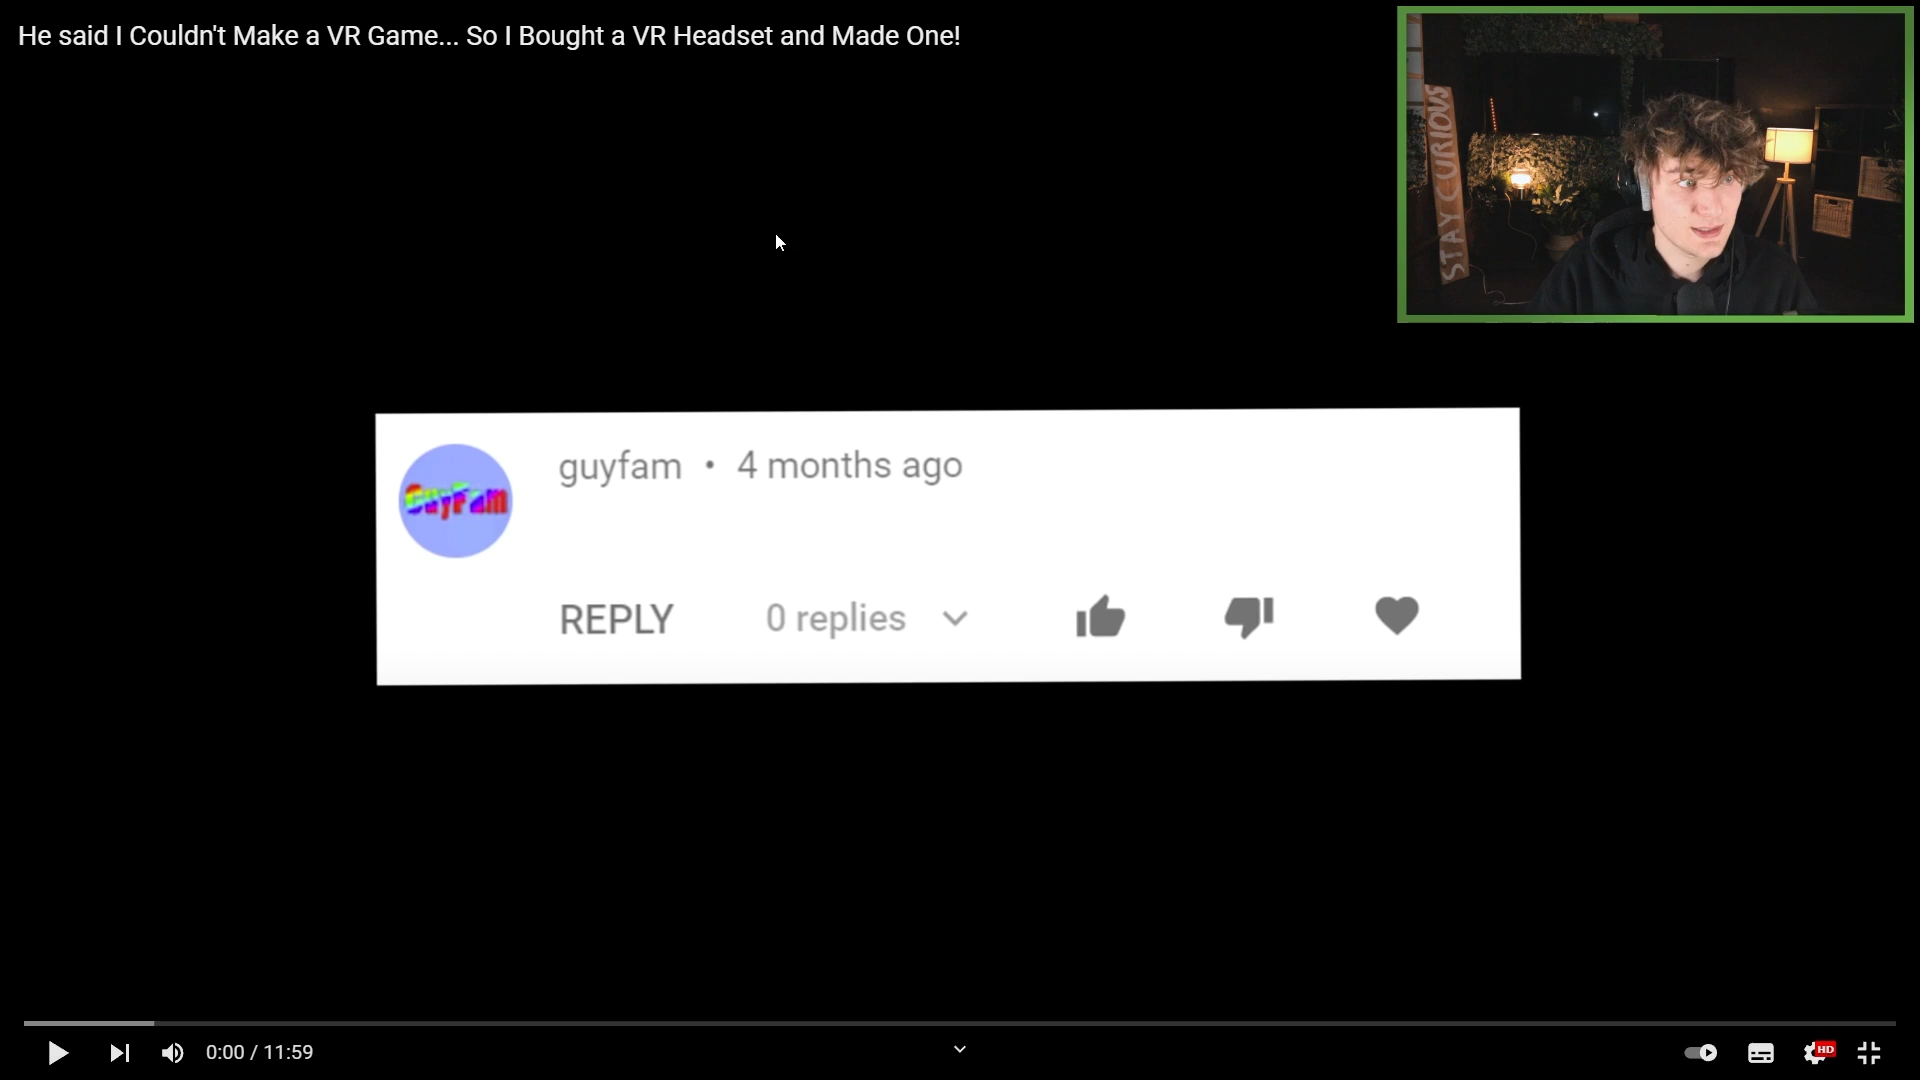 He said I Couldn't Make a VR Game... So I Bought a VR Headset and Made One!
STAY CURIOUS
guyfam • 4 months ago
GuyFam
REPLY 0 replies
0:00 / 11:59
HD